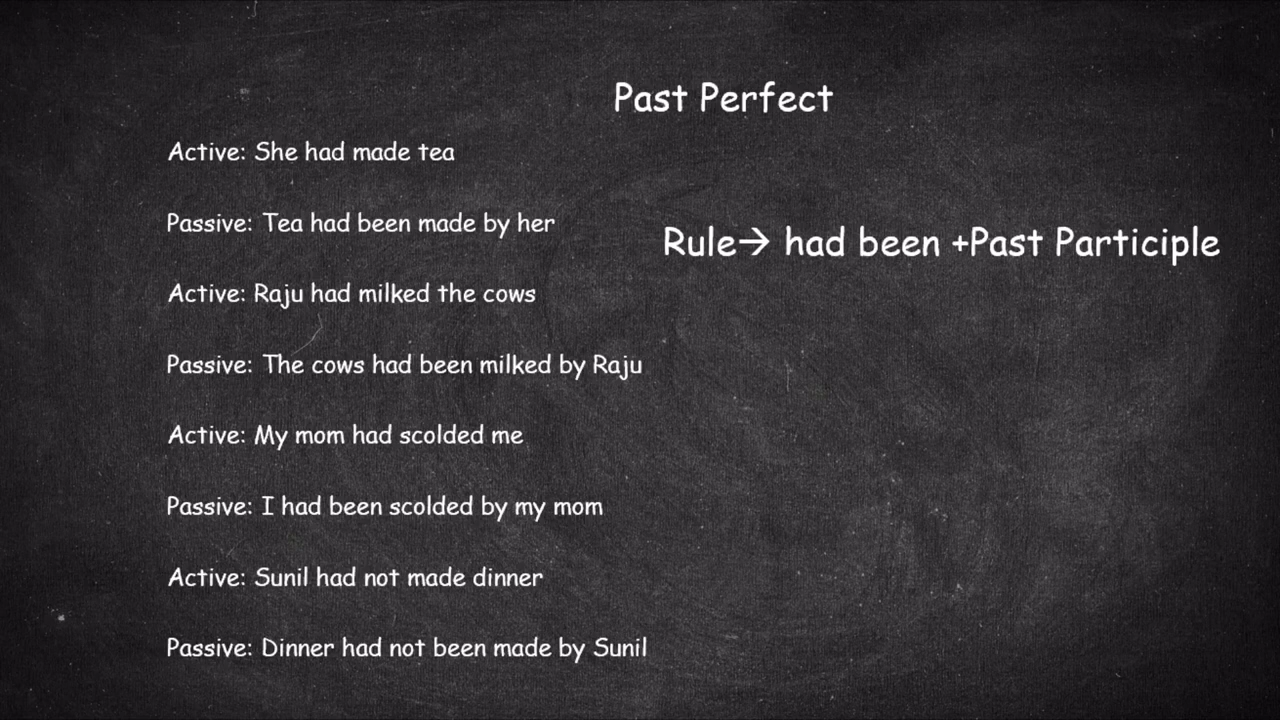 Past Perfect
Active: She had made tea
Passive: Tea had been made by her
Rule→ had been +Past Participle
Active: Raju had milked the cows
Passive: The cows had been milked by Raju
Active: My mom had scolded me
Passive: I had been scolded by my mom
Active: Sunil had not made dinner
Passive: Dinner had not been made by Sunil